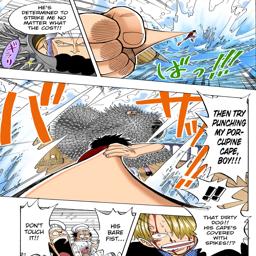 HE'S
DETERMINED TO
STRIKE ME NO
MATTER WHAT
THE COST!!
THEN TRY
PUNCHING
MY POR-
CUPINE
CAPE,
BOY!!!
THAT DIRTY
DOG!! HIS
CAPE'S
COVERED
WITH
SPIKES!!?
HIS
BARE
FIST...
DON'T
TOUCH
IT!!